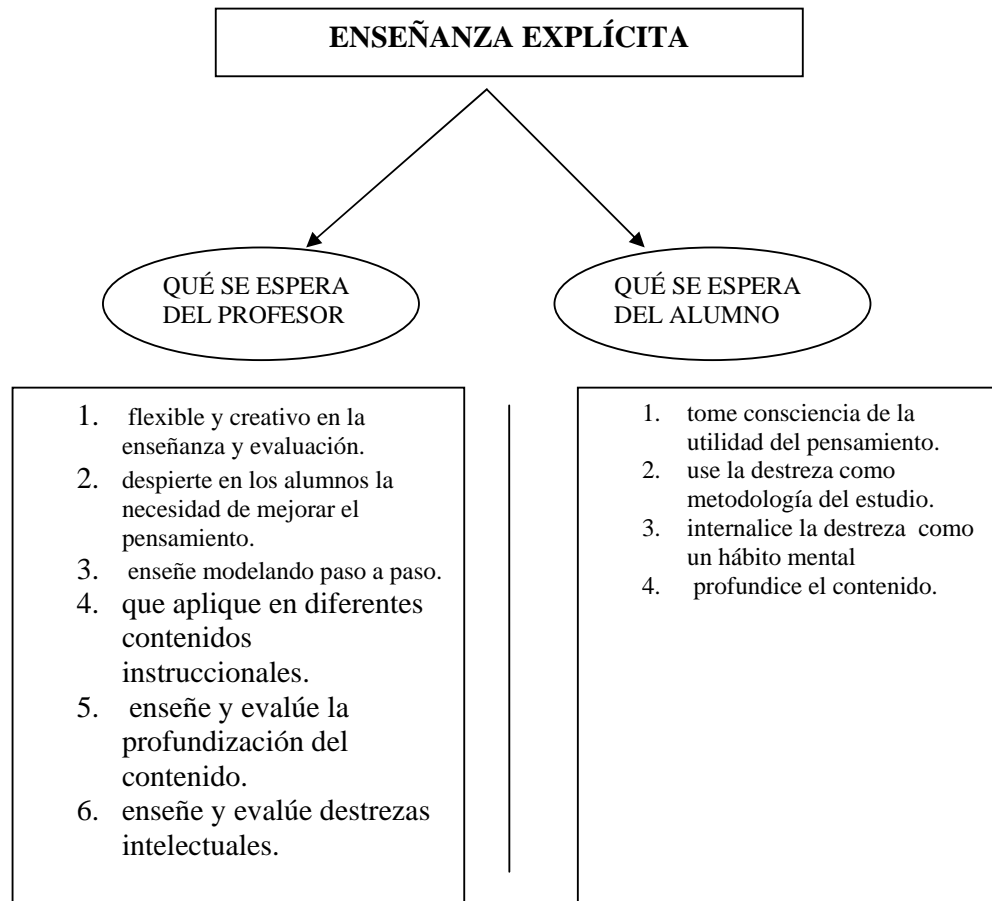 ENSEÑANZA EXPLÍCITA
QUÉ SE ESPERA
DEL PROFESOR
QUÉ SE ESPERA
DEL ALUMNO
1. flexible y creativo en la
enseñanza y evaluación.
2. despierte en los alumnos la
necesidad de mejorar el
pensamiento.
3. enseñe modelando paso a paso.
4. que aplique en diferentes
contenidos
instruccionales.
5. enseñe y evalúe la
profundización del
contenido.
6. enseñe y evalúe destrezas
intelectuales.
1. tome consciencia de la
utilidad del pensamiento.
2. use la destreza como
metodología del estudio.
3. internalice la destreza como
un hábito mental
4. profundice el contenido.